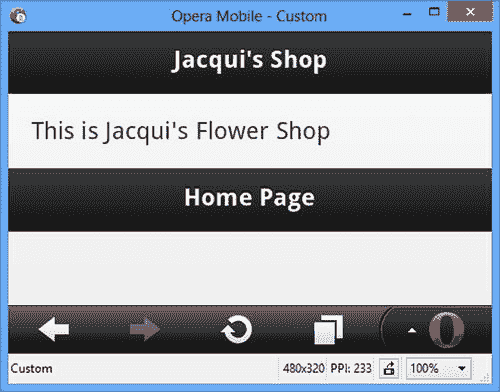 Opera Mobile - Custom
Jacqui's Shop
This is Jacqui's Flower Shop
Home Page
Custom 480x320 PPI: 233 100%